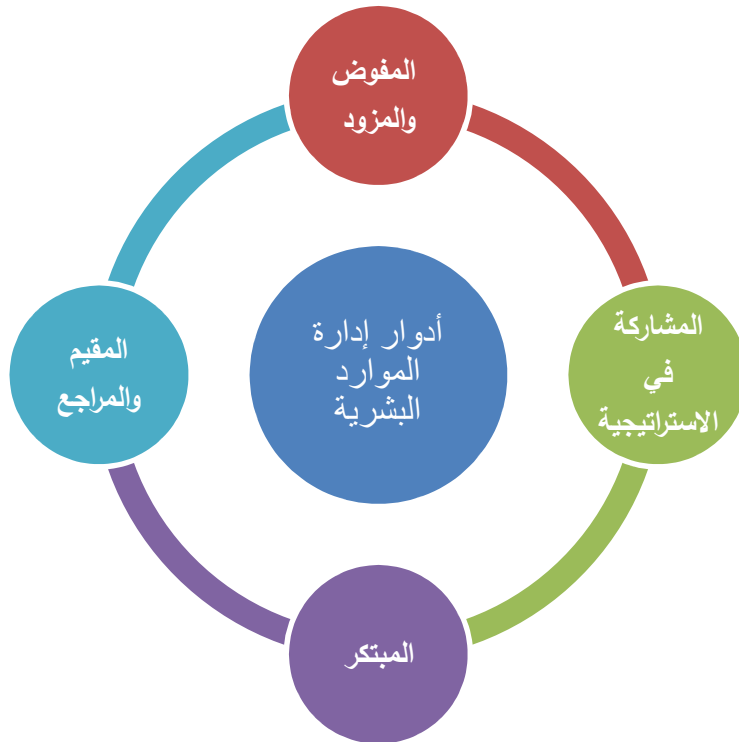 المفوض
والمزود
أدوار إدارة
الموارد
البشرية
المشاركة
في
الاستراتيجية
المقيم
والمراجع
المبتكر